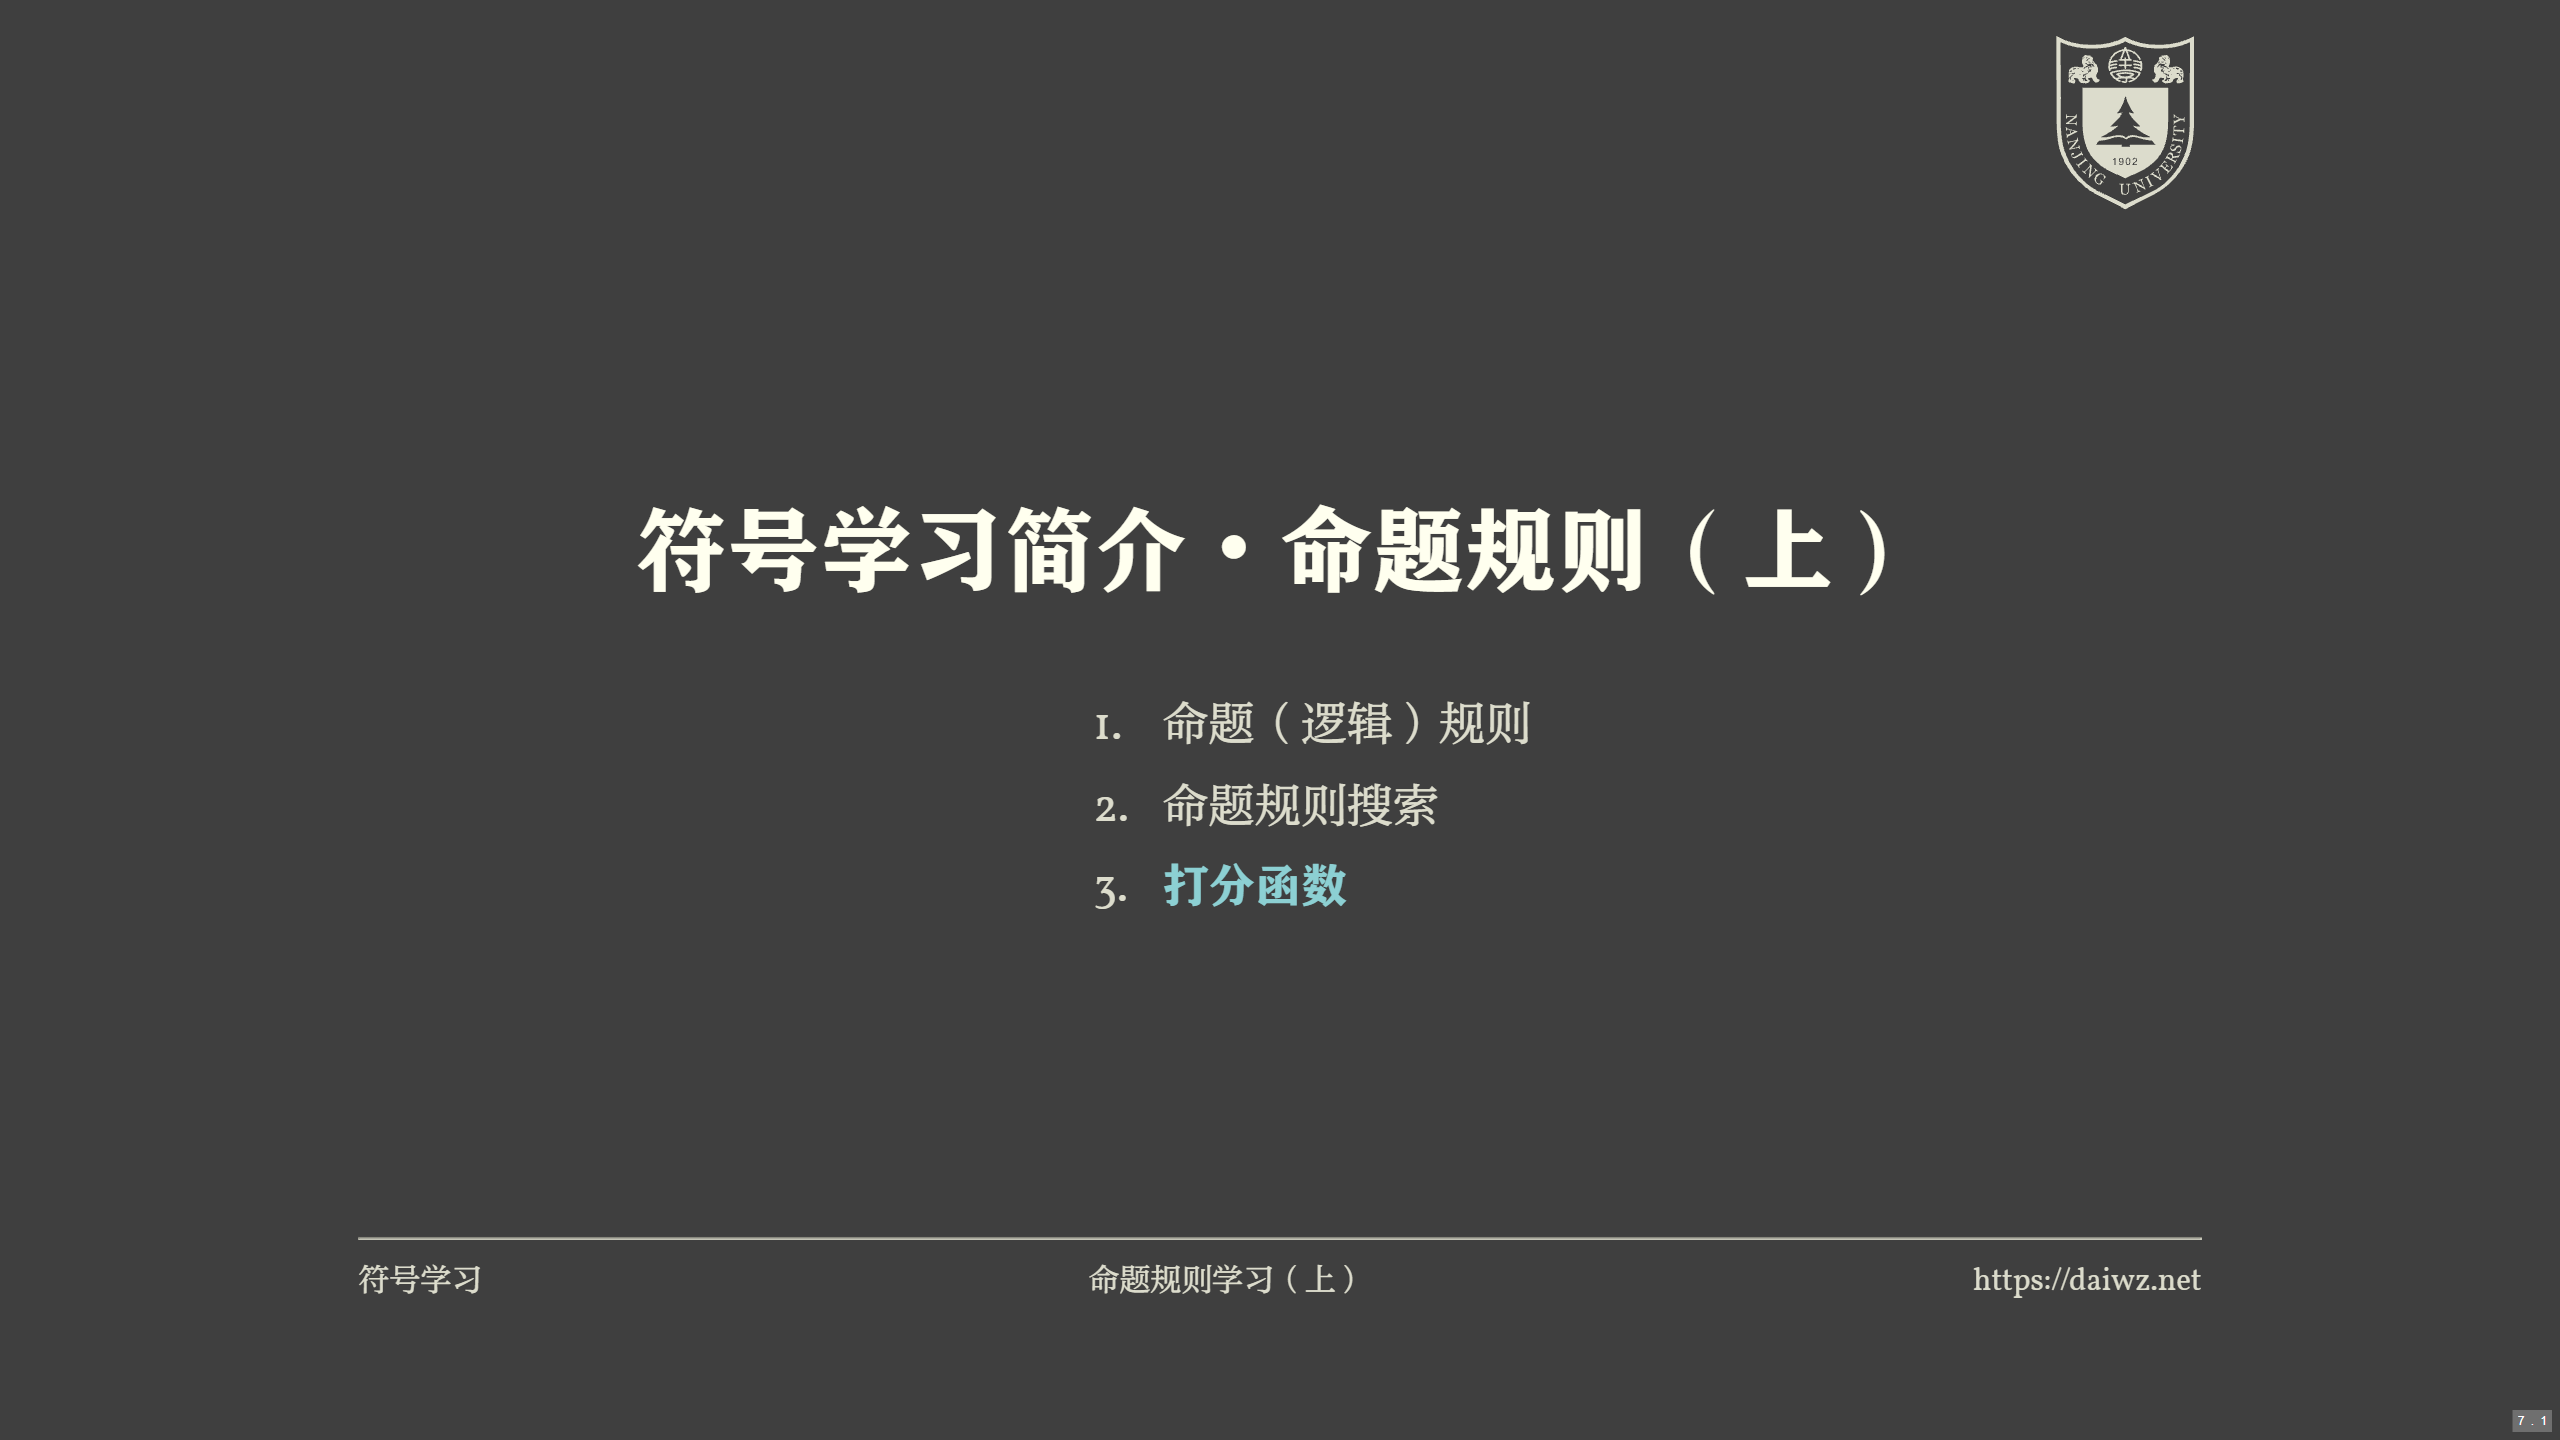 NANJING UNIVERSITY
1902
符号学习简介·命题规则（上）
1. 命题（逻辑）规则
2. 命题规则搜索
3. 打分函数
符号学习 命题规则学习（上） https://daiwz.net
7.1